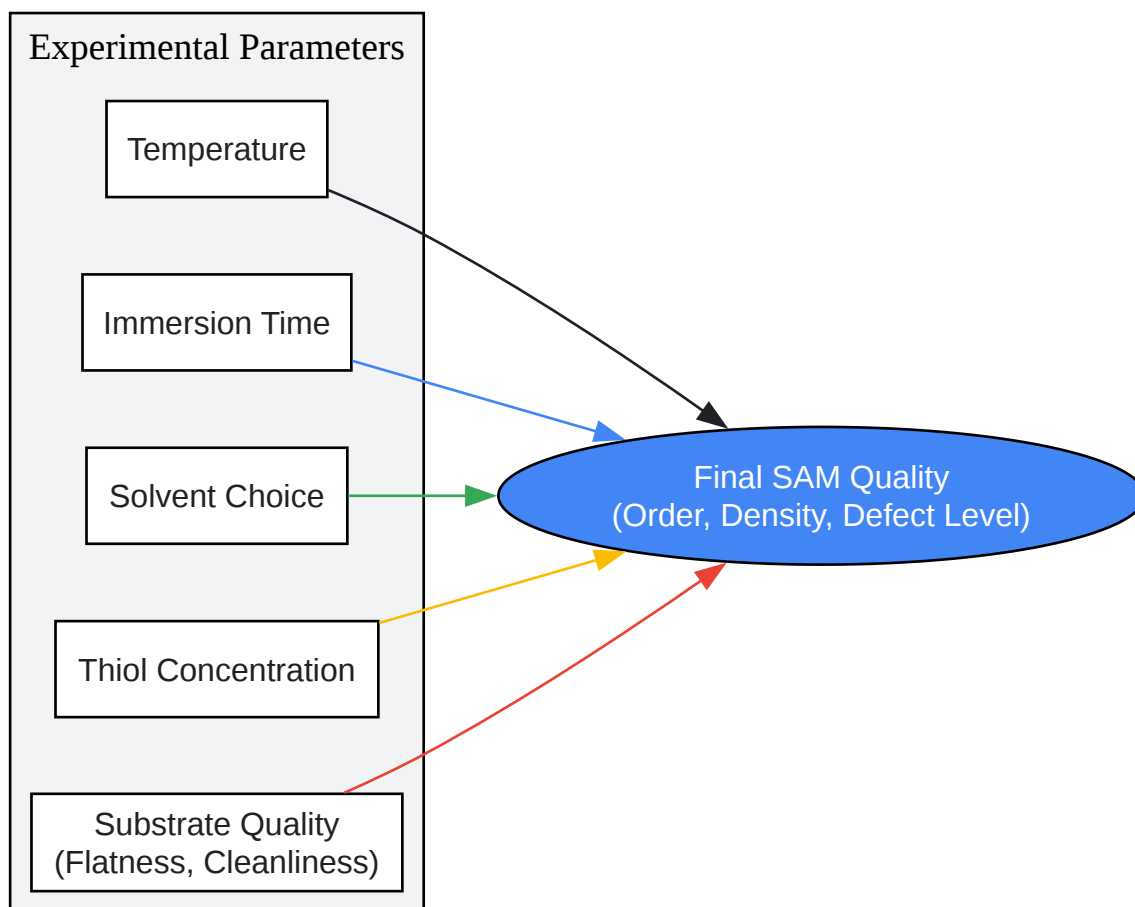 Experimental Parameters
Temperature
Immersion Time
Solvent Choice
Thiol Concentration
Substrate Quality
(Flatness, Cleanliness)
Final SAM Quality
(Order, Density, Defect Level)